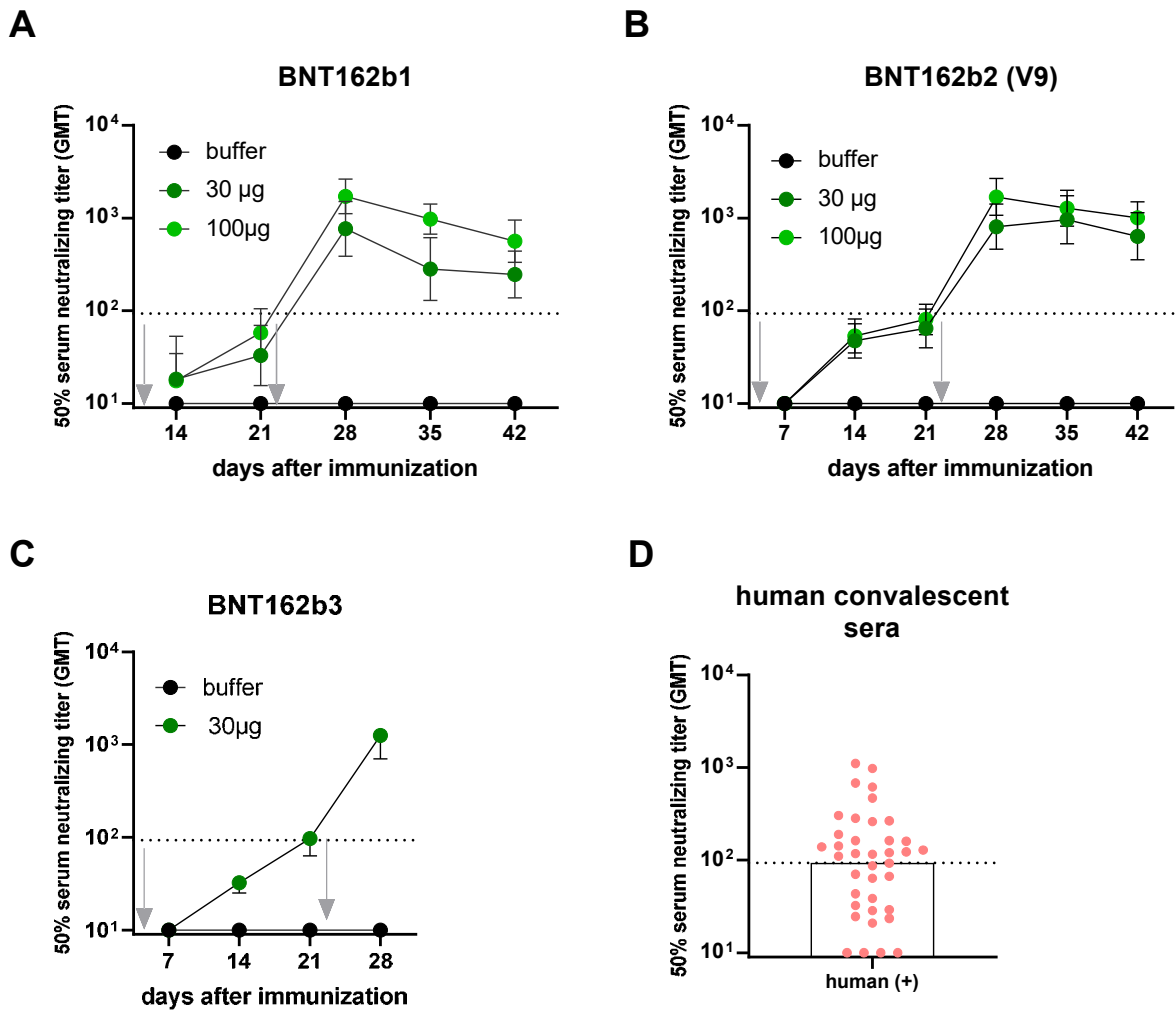 A
BNT162b1
50% serum neutralizing titer (GMT)
10⁴
10³
10²
10¹
buffer
30 µg
100µg
14 21 28 35 42
days after immunization
B
BNT162b2 (V9)
50% serum neutralizing titer (GMT)
10⁴
10³
10²
10¹
buffer
30 µg
100µg
7 14 21 28 35 42
days after immunization
C
BNT162b3
50% serum neutralizing titer (GMT)
10⁴
10³
10²
10¹
buffer
30µg
7 14 21 28
days after immunization
D
human convalescent
sera
50% serum neutralizing titer (GMT)
10⁴
10³
10²
10¹
human (+)